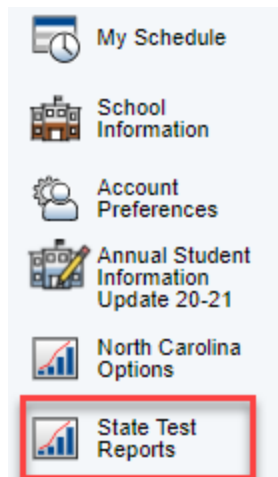 My Schedule
School
Information
Account
Preferences
Annual Student
Information
Update 20-21
North Carolina
Options
State Test
Reports